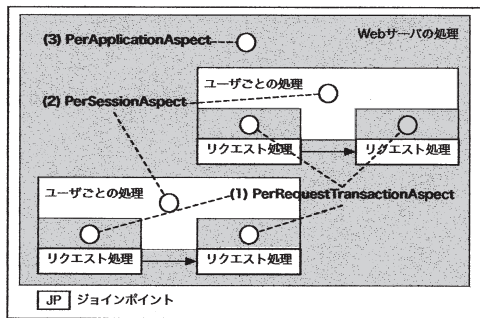 Webサーバの処理
(3) PerApplicationAspect
ユーザごとの処理
(2) PerSessionAspect
リクエスト処理
リクエスト処理
ユーザごとの処理
(1) PerRequestTransactionAspect
リクエスト処理
リクエスト処理
JP ジョインポイント